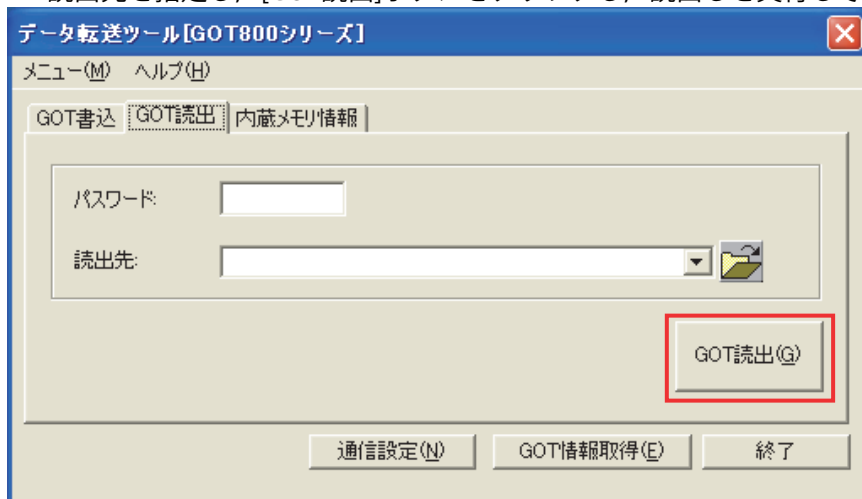 データ転送ツール[GOT800シリーズ]
メニュー(M) ヘルプ(H)
GOT書込 GOT読出 内蔵メモリ情報
パスワード:
読出先:
GOT読出(G)
通信設定(N) GOT情報取得(E) 終了